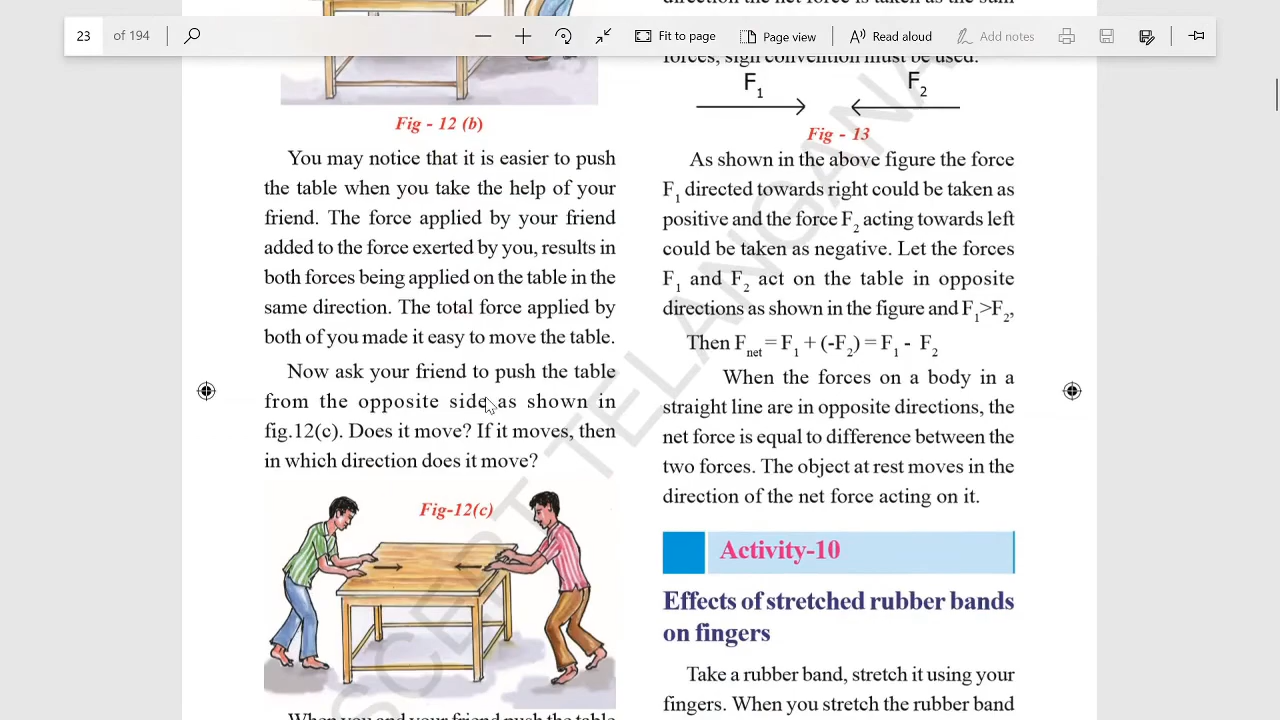 23 of 194
Fit to page
Page view
Read aloud
Add notes
Fig - 12 (b)
You may notice that it is easier to push
the table when you take the help of your
friend. The force applied by your friend
added to the force exerted by you, results in
both forces being applied on the table in the
same direction. The total force applied by
both of you made it easy to move the table.
Now ask your friend to push the table
from the opposite side as shown in
fig.12(c). Does it move? If it moves, then
in which direction does it move?
Fig-12(c)
When you and your friend push the table
direction the net force is taken as the sum
forces, sign convention must be used.
F1 F2
Fig - 13
As shown in the above figure the force
F1 directed towards right could be taken as
positive and the force F2 acting towards left
could be taken as negative. Let the forces
F1 and F2 act on the table in opposite
directions as shown in the figure and F1>F2,
Then Fnet = F1 + (-F2) = F1 - F2
When the forces on a body in a
straight line are in opposite directions, the
net force is equal to difference between the
two forces. The object at rest moves in the
direction of the net force acting on it.
Activity-10
Effects of stretched rubber bands
on fingers
Take a rubber band, stretch it using your
fingers. When you stretch the rubber band
SCERT TELANGANA